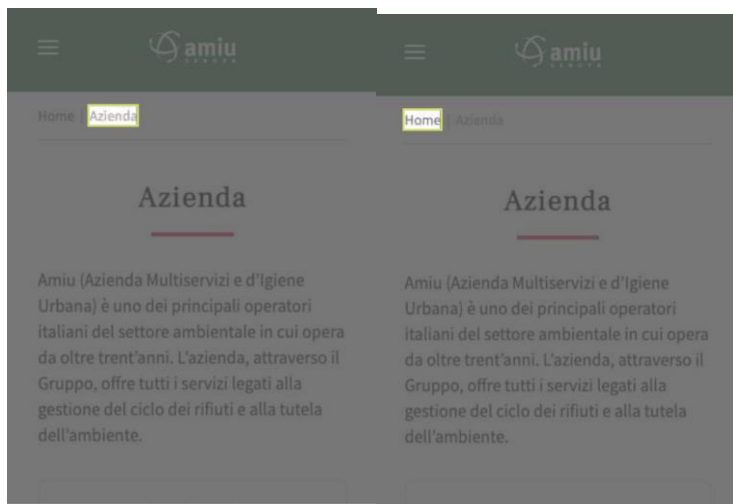 amiu
GENOVA
Home | Azienda
Azienda
Amiu (Azienda Multiservizi e d’Igiene
Urbana) è uno dei principali operatori
italiani del settore ambientale in cui opera
da oltre trent’anni. L’azienda, attraverso il
Gruppo, offre tutti i servizi legati alla
gestione del ciclo dei rifiuti e alla tutela
dell’ambiente.
amiu
GENOVA
Home | Azienda
Azienda
Amiu (Azienda Multiservizi e d’Igiene
Urbana) è uno dei principali operatori
italiani del settore ambientale in cui opera
da oltre trent’anni. L’azienda, attraverso il
Gruppo, offre tutti i servizi legati alla
gestione del ciclo dei rifiuti e alla tutela
dell’ambiente.